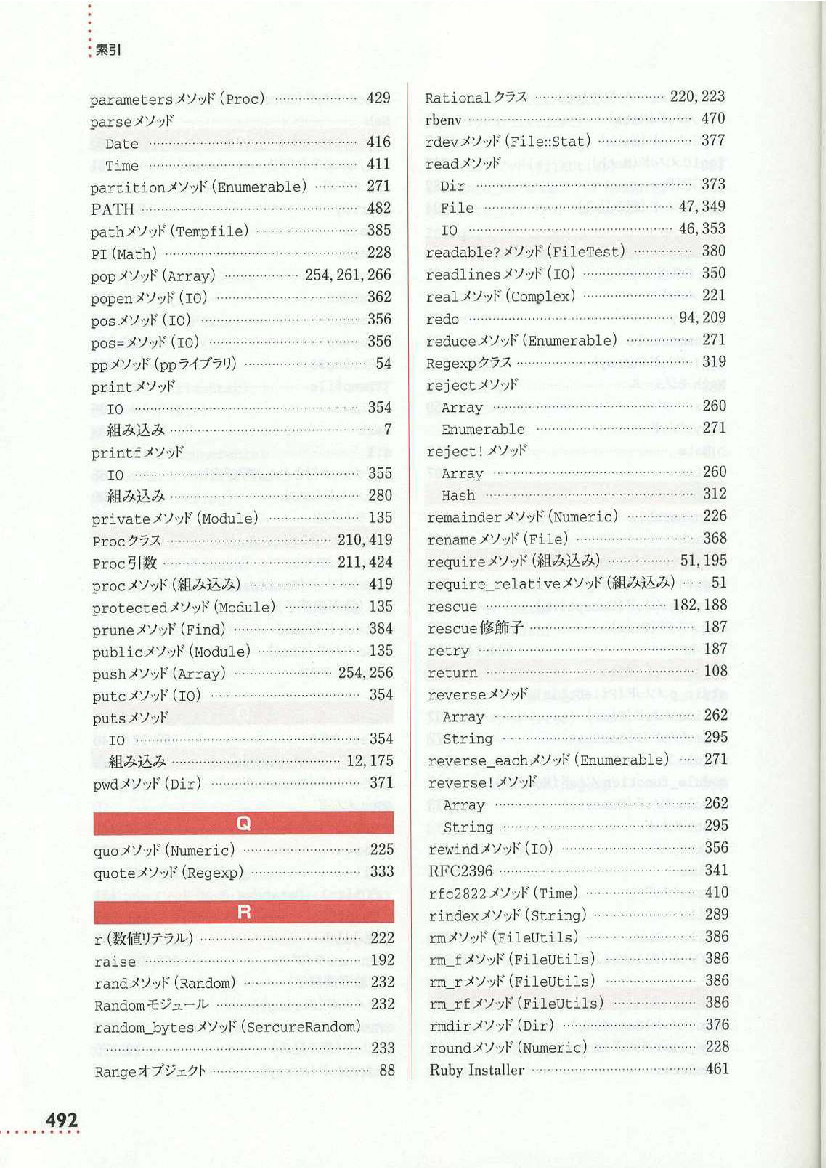 索引
parametersメソッド(Proc) ………………… 429
parseメソッド
Date ………………… 416
Time ………………… 411
partitionメソッド(Enumerable) ………… 271
PATH ………………… 482
pathメソッド(Tempfile) ………………… 385
PI(Math) ………………… 228
popメソッド(Array) ………………… 254, 261, 266
popenメソッド(IO) ………………… 362
posメソッド(IO) ………………… 356
pos=メソッド(IO) ………………… 356
ppメソッド(ppライブラリ) ………………… 54
printメソッド
IO ………………… 354
組み込み ………………… 7
printfメソッド
IO ………………… 355
組み込み ………………… 280
privateメソッド(Module) ………………… 135
Procクラス ………………… 210, 419
Proc引数 ………………… 211, 424
procメソッド(組み込み) ………………… 419
protectedメソッド(Module) ………………… 135
pruneメソッド(Find) ………………… 384
publicメソッド(Module) ………………… 135
pushメソッド(Array) ………………… 254, 256
putcメソッド(IO) ………………… 354
putsメソッド
IO ………………… 354
組み込み ………………… 12, 175
pwdメソッド(Dir) ………………… 371
Q
quoメソッド(Numeric) ………………… 225
quoteメソッド(Regexp) ………………… 333
R
r(数値リテラル) ………………… 222
raise ………………… 192
randメソッド(Random) ………………… 232
Randomモジュール ………………… 232
random_bytesメソッド(SercureRandom)
………………… 233
Rangeオブジェクト ………………… 88
Rationalクラス ………………… 220, 223
rbenv ………………… 470
rdevメソッド(File::Stat) ………………… 377
readメソッド
Dir ………………… 373
File ………………… 47, 349
IO ………………… 46, 353
readable?メソッド(FileTest) ………… 380
readlinesメソッド(IO) ………………… 350
realメソッド(Complex) ………………… 221
redo ………………… 94, 209
reduceメソッド(Enumerable) ………… 271
Regexpクラス ………………… 319
rejectメソッド
Array ………………… 260
Enumerable ………………… 271
reject!メソッド
Array ………………… 260
Hash ………………… 312
remainderメソッド(Numeric) ………… 226
renameメソッド(File) ………………… 368
requireメソッド(組み込み) ………… 51, 195
require_relativeメソッド(組み込み) …… 51
rescue ………………… 182, 188
rescue修飾子 ………………… 187
retry ………………… 187
return ………………… 108
reverseメソッド
Array ………………… 262
String ………………… 295
reverse_eachメソッド(Enumerable) …… 271
reverse!メソッド
Array ………………… 262
String ………………… 295
rewindメソッド(IO) ………………… 356
RFC2396 ………………… 341
rfc2822メソッド(Time) ………………… 410
rindexメソッド(String) ………………… 289
rmメソッド(FileUtils) ………………… 386
rm_fメソッド(FileUtils) ………………… 386
rm_rメソッド(FileUtils) ………………… 386
rm_rfメソッド(FileUtils) ………………… 386
rmdirメソッド(Dir) ………………… 376
roundメソッド(Numeric) ………………… 228
Ruby Installer ………………… 461
492